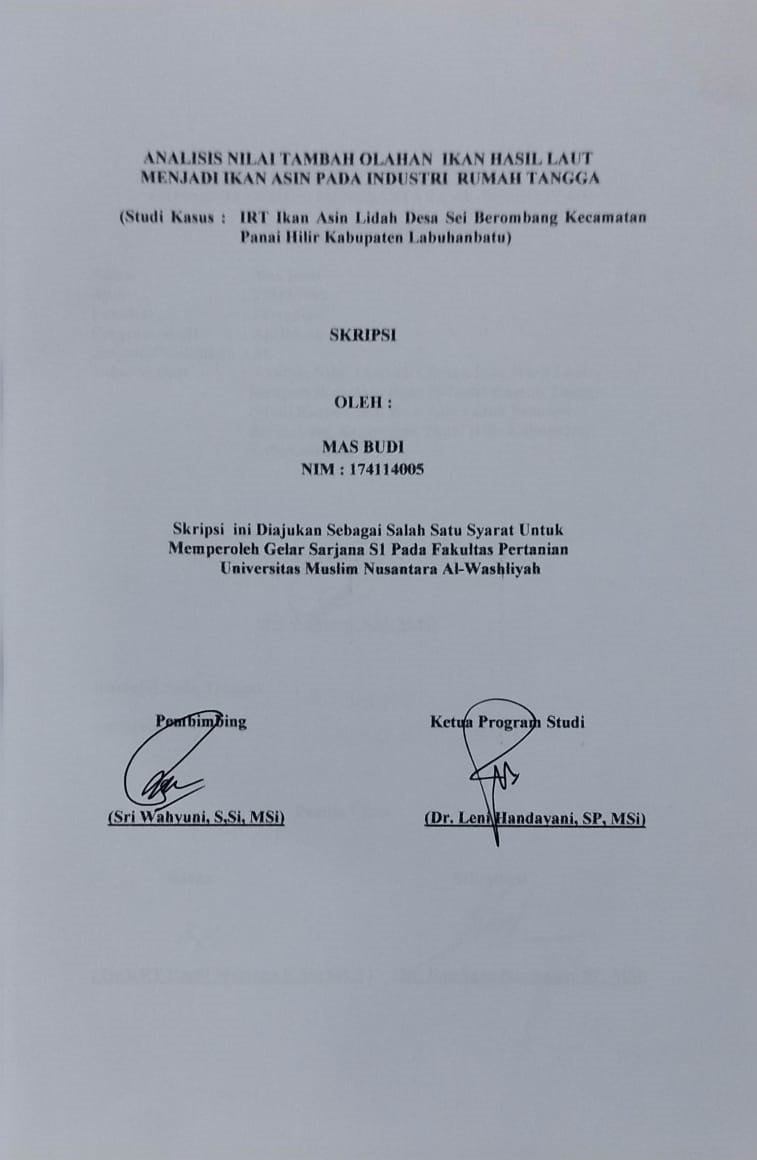 ANALISIS NILAI TAMBAH OLAHAN IKAN HASIL LAUT
MENJADI IKAN ASIN PADA INDUSTRI RUMAH TANGGA
(Studi Kasus : IRT Ikan Asin Lidah Desa Sei Berombang Kecamatan
Panai Hilir Kabupaten Labuhanbatu)
SKRIPSI
OLEH :
MAS BUDI
NIM : 174114005
Skripsi ini Diajukan Sebagai Salah Satu Syarat Untuk
Memperoleh Gelar Sarjana S1 Pada Fakultas Pertanian
Universitas Muslim Nusantara Al-Washliyah
Pembimbing
Ketua Program Studi
(Sri Wahyuni, S,Si, MSi)
(Dr. Leni Handayani, SP, MSi)